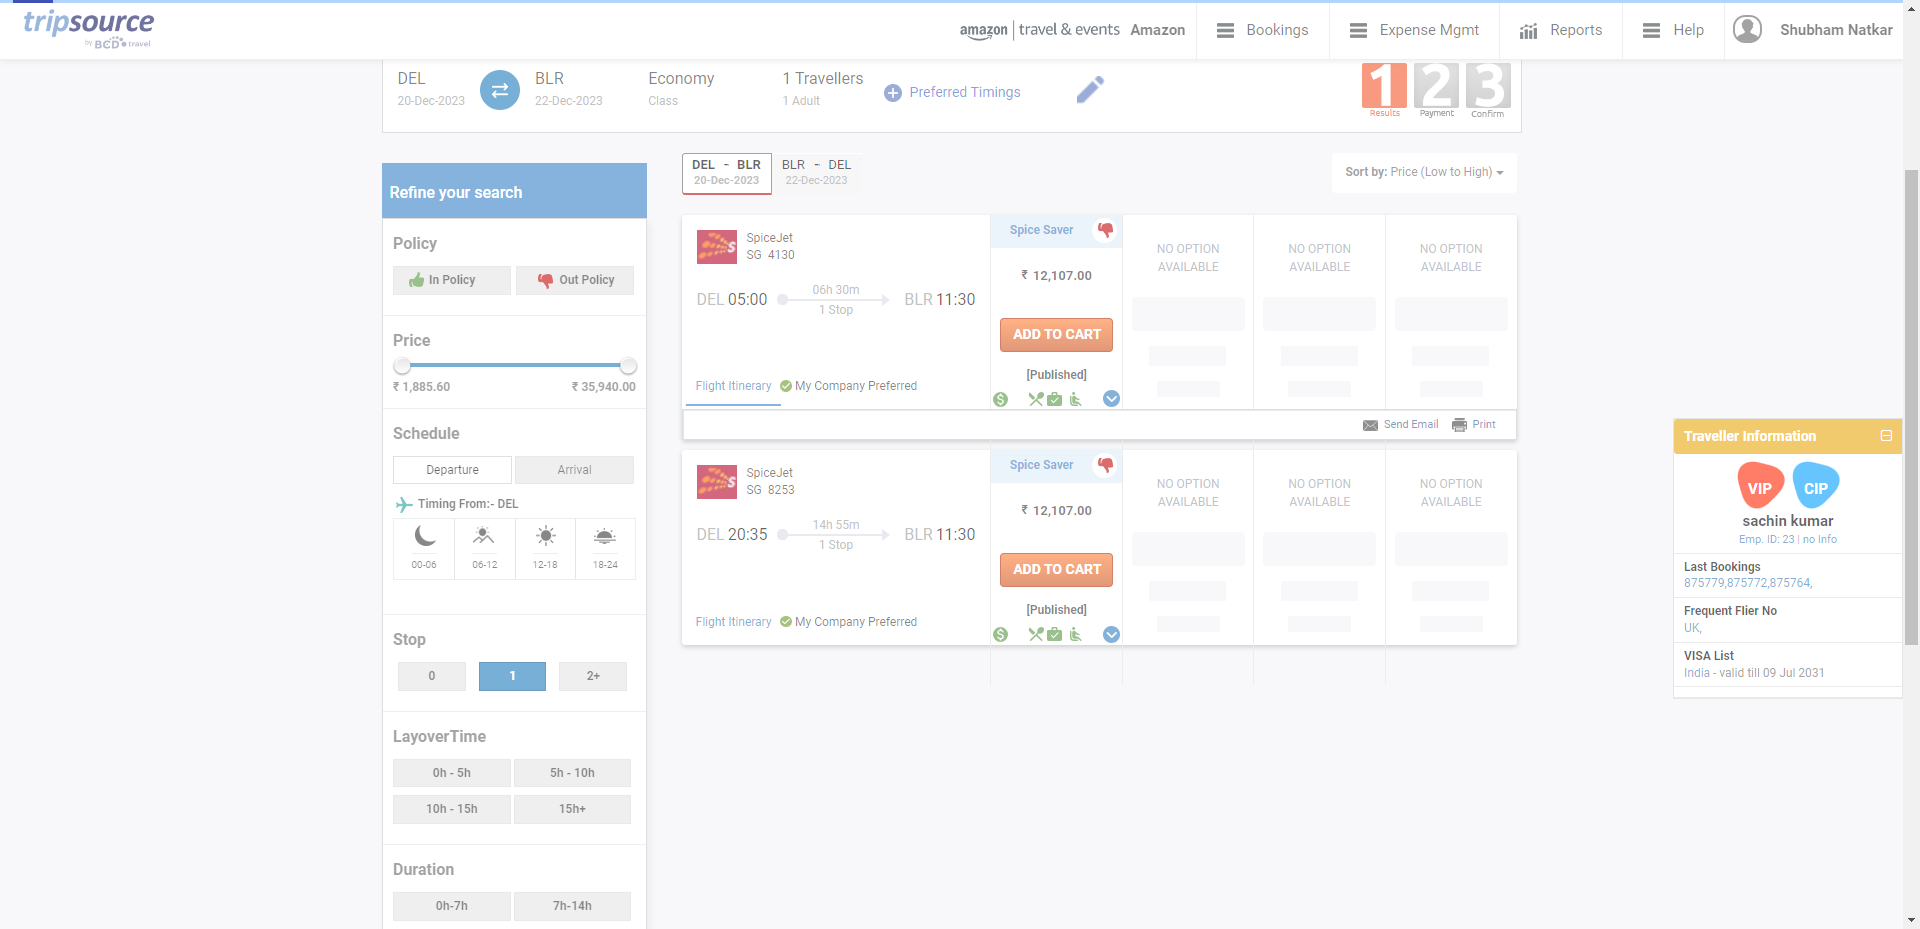 tripsource
by BCD travel
amazon | travel & events Amazon
Bookings
Expense Mgmt
Reports
Help
Shubham Natkar
DEL
20-Dec-2023
BLR
22-Dec-2023
Economy
Class
1 Travellers
1 Adult
Preferred Timings
1
Results
2
Payment
3
Confirm
Refine your search
Policy
In Policy
Out Policy
Price
₹ 1,885.60
₹ 35,940.00
Schedule
Departure
Arrival
Timing From:- DEL
00-06
06-12
12-18
18-24
Stop
0
1
2+
LayoverTime
0h - 5h
5h - 10h
10h - 15h
15h+
Duration
0h-7h
7h-14h
DEL - BLR
20-Dec-2023
BLR - DEL
22-Dec-2023
Sort by: Price (Low to High)
SpiceJet
SG 4130
DEL 05:00
06h 30m
1 Stop
BLR 11:30
Flight Itinerary
My Company Preferred
Spice Saver
₹ 12,107.00
ADD TO CART
[Published]
NO OPTION
AVAILABLE
NO OPTION
AVAILABLE
NO OPTION
AVAILABLE
Send Email
Print
SpiceJet
SG 8253
DEL 20:35
14h 55m
1 Stop
BLR 11:30
Flight Itinerary
My Company Preferred
Spice Saver
₹ 12,107.00
ADD TO CART
[Published]
NO OPTION
AVAILABLE
NO OPTION
AVAILABLE
NO OPTION
AVAILABLE
Traveller Information
VIP
CIP
sachin kumar
Emp. ID: 23 | no info
Last Bookings
875779,875772,875764,
Frequent Flier No
UK,
VISA List
India - valid till 09 Jul 2031